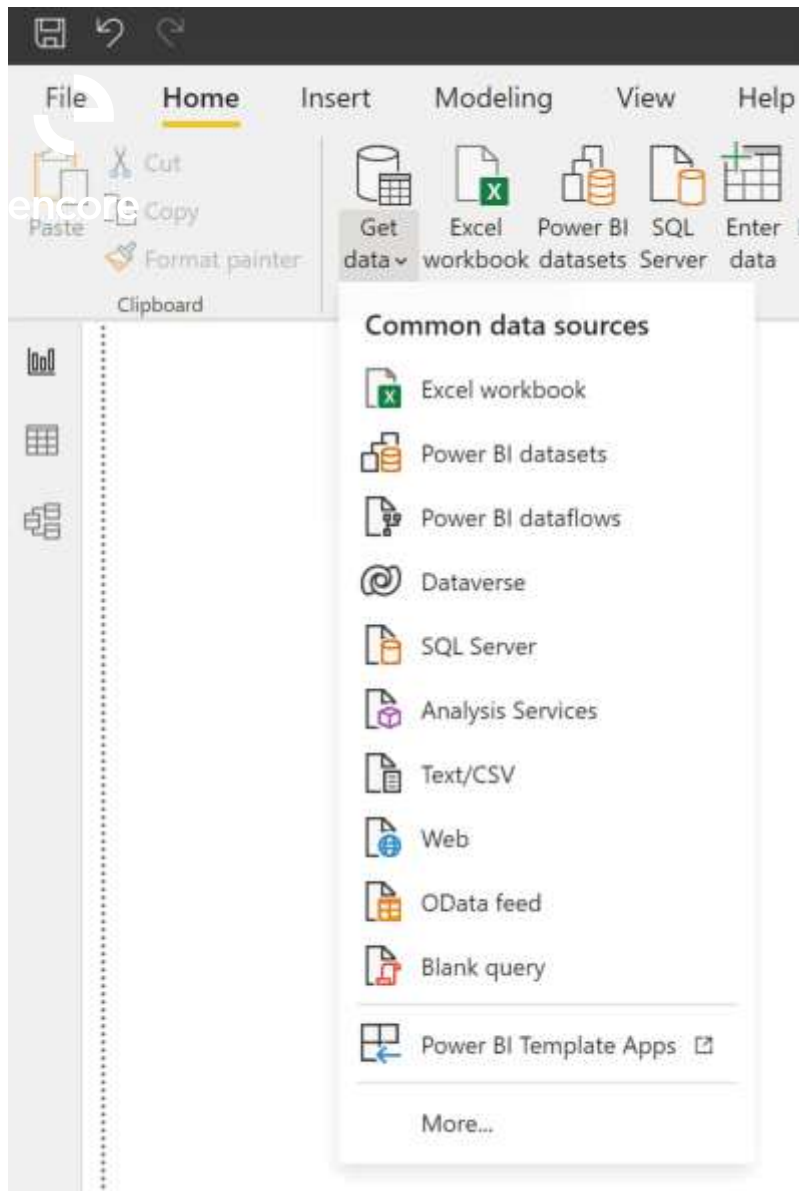 File Home Insert Modeling View Help
Cut
Copy
Format painter
Paste
encore
Clipboard
Get data
Excel workbook
Power BI datasets
SQL Server
Enter data
Common data sources
Excel workbook
Power BI datasets
Power BI dataflows
Dataverse
SQL Server
Analysis Services
Text/CSV
Web
OData feed
Blank query
Power BI Template Apps
More...